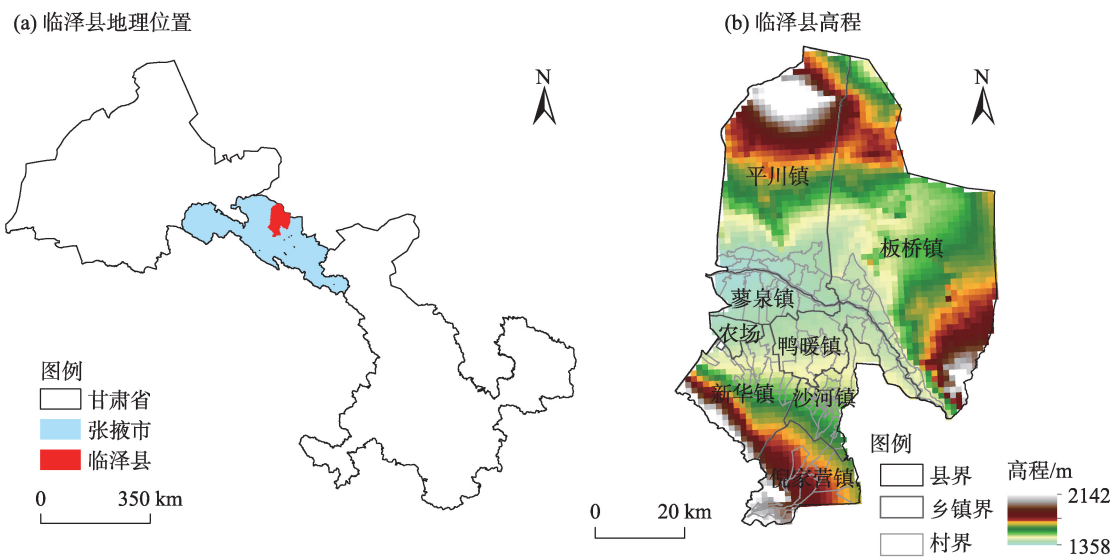 (a) 临泽县地理位置
N
图例
甘肃省
张掖市
临泽县
0 350 km
(b) 临泽县高程
N
平川镇
板桥镇
蓼泉镇
农场
鸭暖镇
新华镇
沙河镇
倪家营镇
0 20 km
图例
县界
乡镇界
村界
高程/m
2142
1358